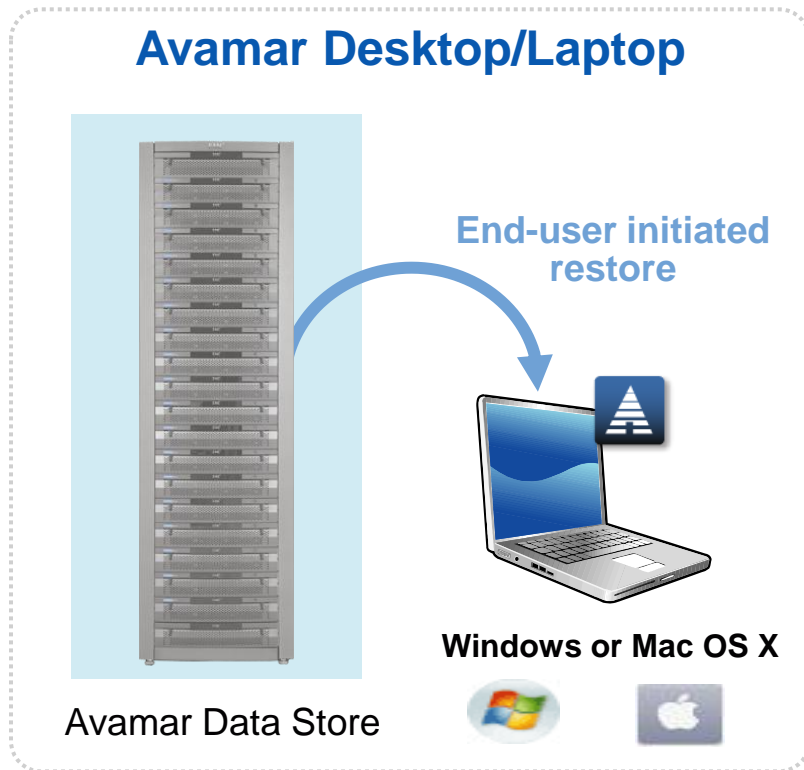 Avamar Desktop/Laptop
End-user initiated
restore
Windows or Mac OS X
Avamar Data Store